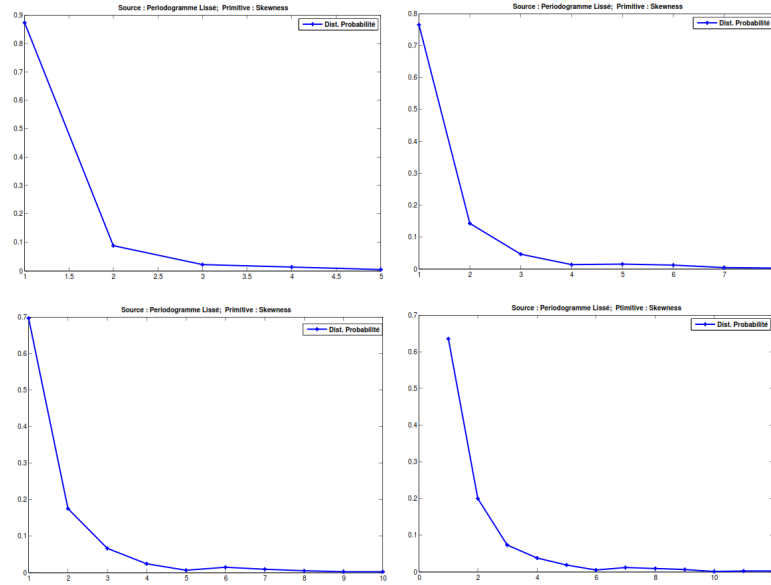 Source : Periodogramme Lissé; Primitive : Skewness
Dist. Probabilité
0.9
0.8
0.7
0.6
0.5
0.4
0.3
0.2
0.1
0
1 1.5 2 2.5 3 3.5 4 4.5 5
Source : Periodogramme Lissé; Primitive : Skewness
Dist. Probabilité
0.8
0.7
0.6
0.5
0.4
0.3
0.2
0.1
0
1 2 3 4 5 6 7
Source : Periodogramme Lissé; Primitive : Skewness
Dist. Probabilité
0.7
0.6
0.5
0.4
0.3
0.2
0.1
0
1 2 3 4 5 6 7 8 9 10
Source : Periodogramme Lissé; Ptimitive : Skewness
Dist. Probabilité
0.7
0.6
0.5
0.4
0.3
0.2
0.1
0
0 2 4 6 8 10